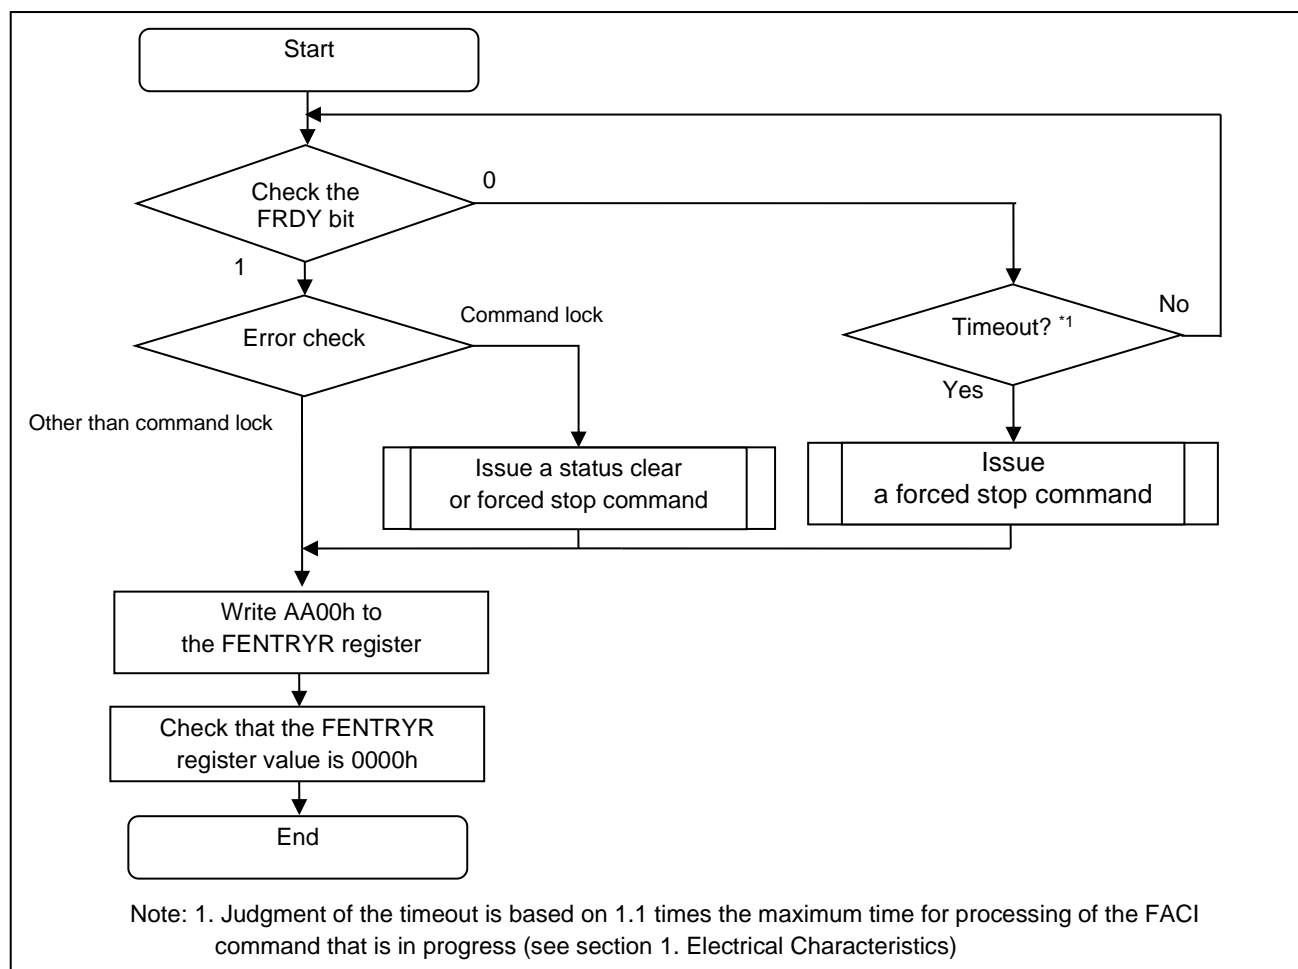 Start
Check the
FRDY bit
0
1
Error check
Command lock
Timeout? *1
No
Yes
Other than command lock
Issue a status clear
or forced stop command
Issue
a forced stop command
Write AA00h to
the FENTRYR register
Check that the FENTRYR
register value is 0000h
End
Note: 1. Judgment of the timeout is based on 1.1 times the maximum time for processing of the FACI
command that is in progress (see section 1. Electrical Characteristics)